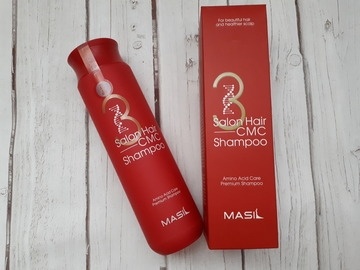 3
Salon Hair
CMC
Shampoo
Amino Acid Care
Premium Shampoo
MASIL
For beautiful hair
and healthier scalp
3
Salon Hair
CMC
Shampoo
Amino Acid Care
Premium Shampoo
MASIL